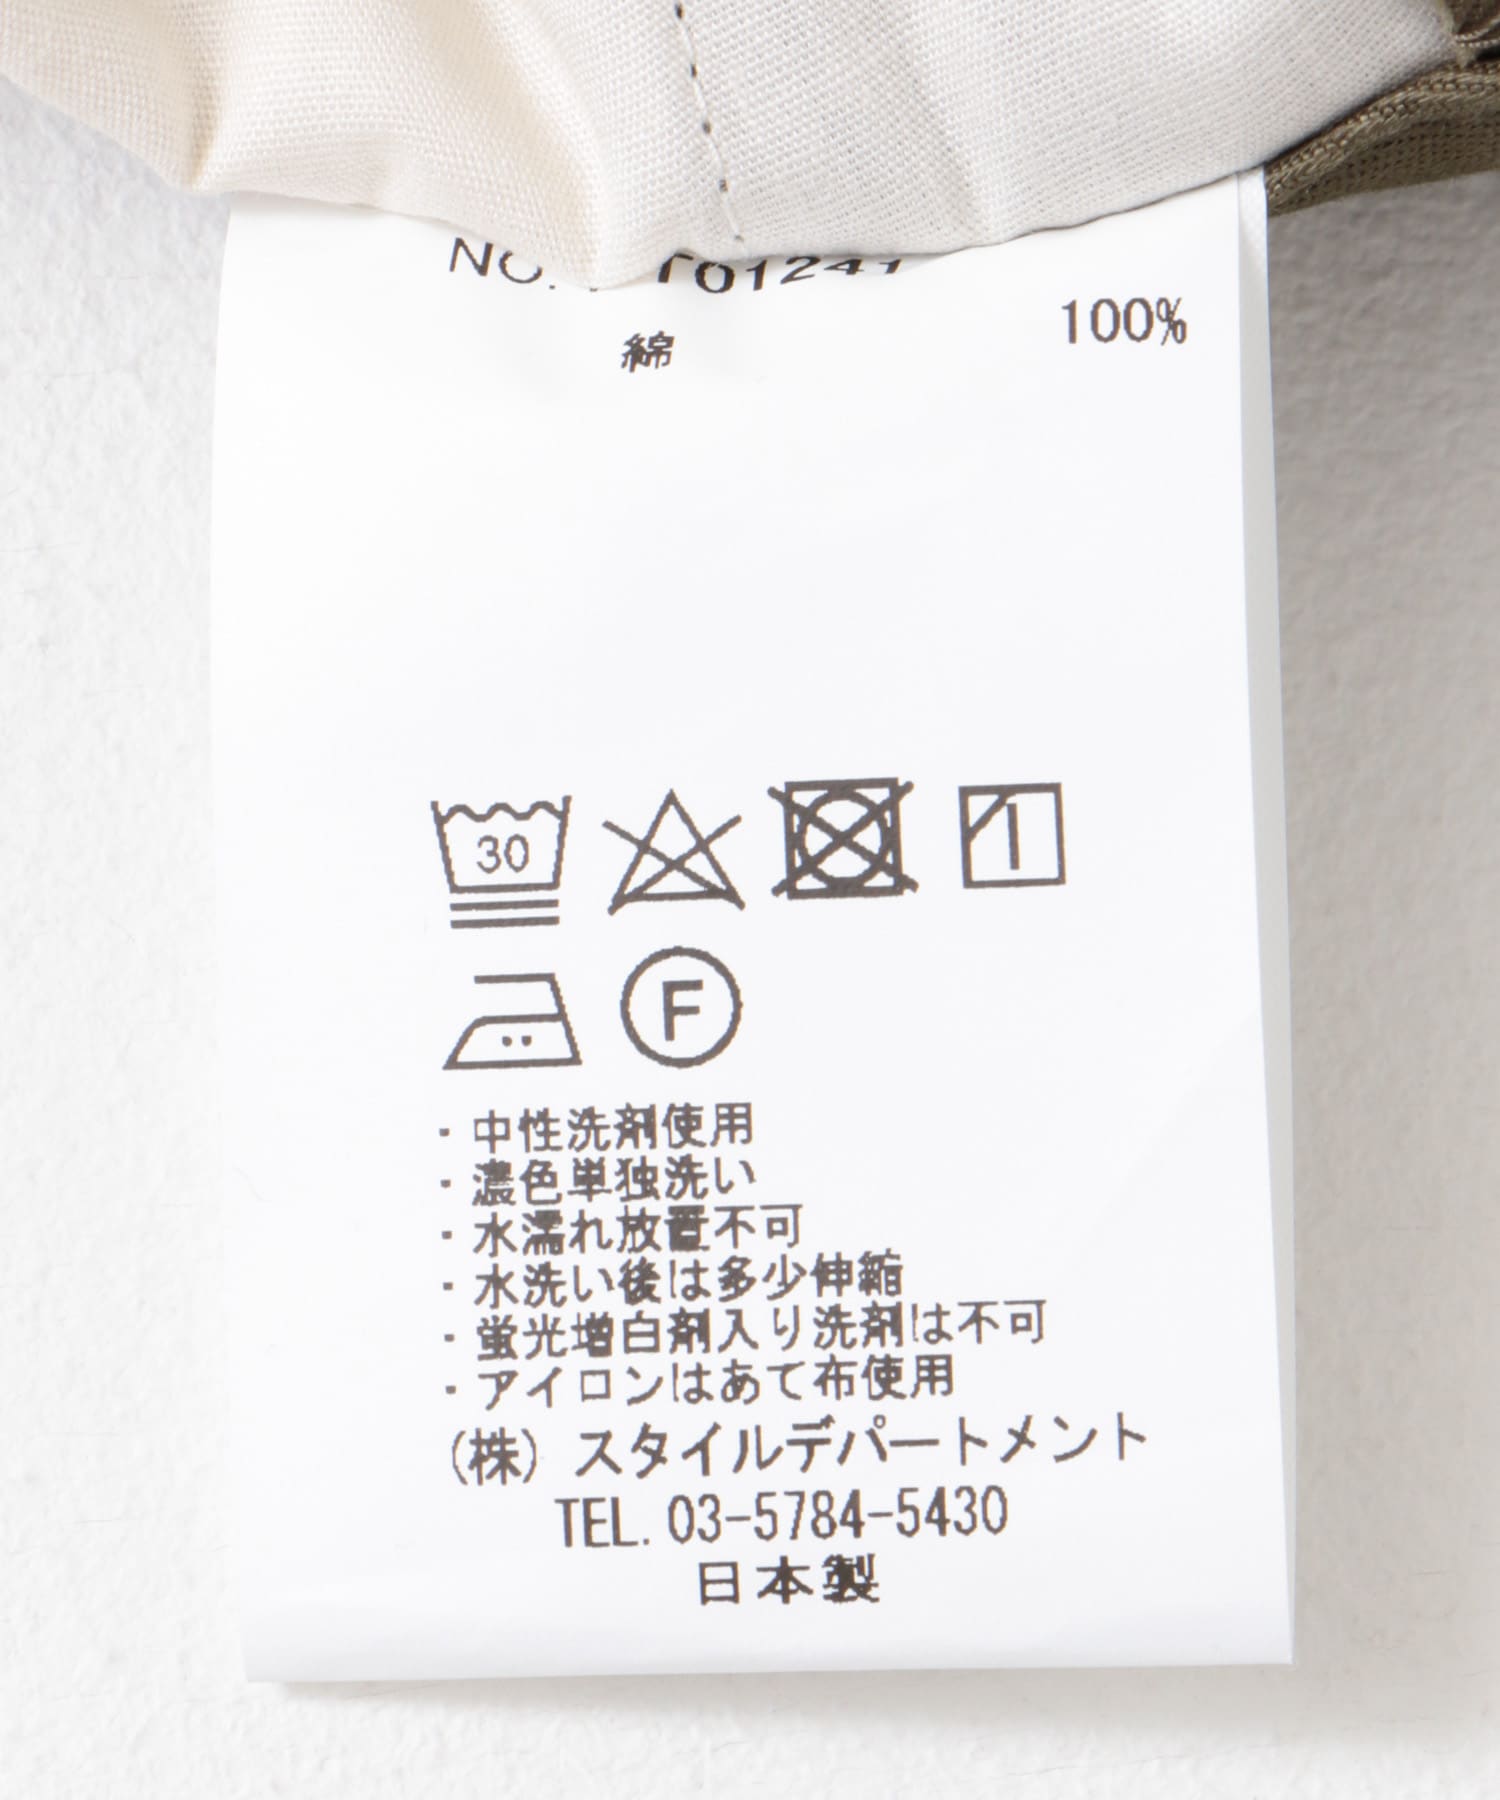 NO. T01241
綿 100%
30
F
・中性洗剤使用
・濃色単独洗い
・水濡れ放置不可
・水洗い後は多少伸縮
・蛍光増白剤入り洗剤は不可
・アイロンはあて布使用
(株) スタイルデパートメント
TEL. 03-5784-5430
日本製